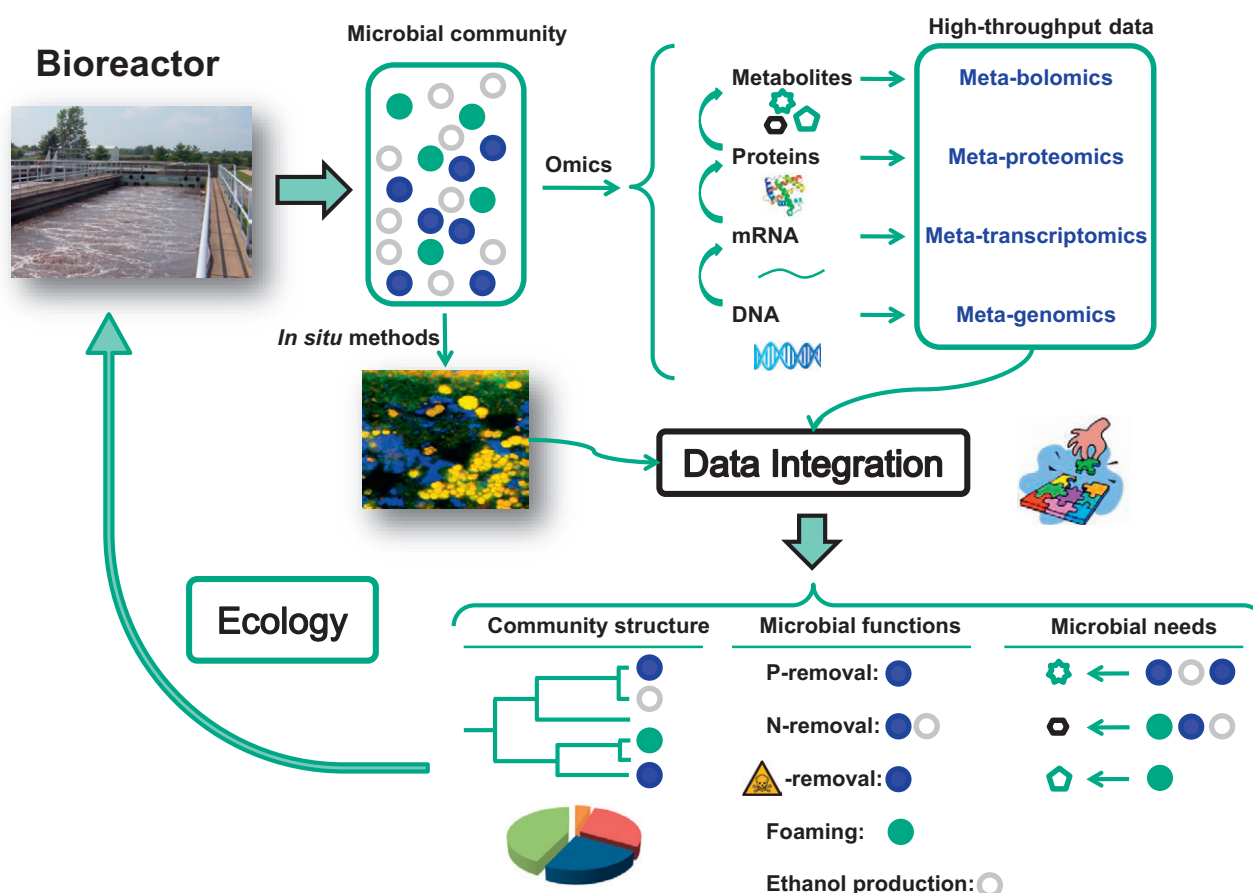 Bioreactor
Microbial community
High-throughput data
Omics
Metabolites
Meta-bolomics
Proteins
Meta-proteomics
mRNA
Meta-transcriptomics
DNA
Meta-genomics
In situ methods
Data Integration
Ecology
Community structure
Microbial functions
Microbial needs
P-removal:
N-removal:
-removal:
Foaming:
Ethanol production: